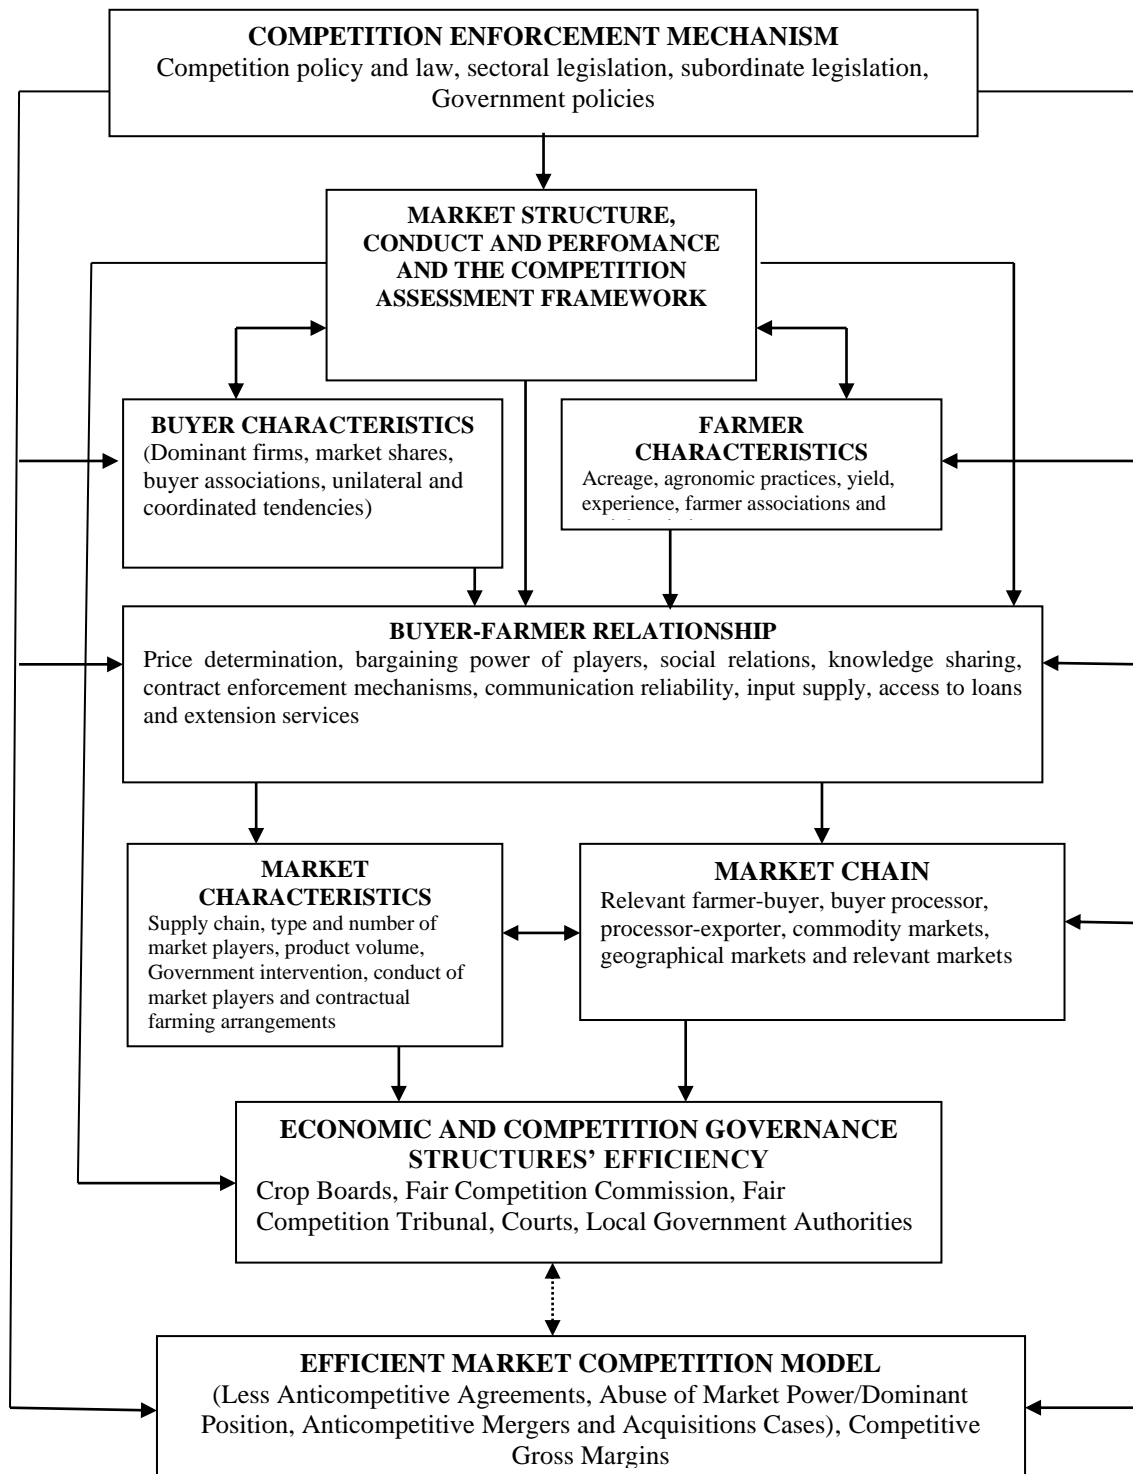 COMPETITION ENFORCEMENT MECHANISM
Competition policy and law, sectoral legislation, subordinate legislation,
Government policies
MARKET STRUCTURE,
CONDUCT AND PERFOMANCE
AND THE COMPETITION
ASSESSMENT FRAMEWORK
BUYER CHARACTERISTICS
(Dominant firms, market shares,
buyer associations, unilateral and
coordinated tendencies)
FARMER
CHARACTERISTICS
Acreage, agronomic practices, yield,
experience, farmer associations and
BUYER-FARMER RELATIONSHIP
Price determination, bargaining power of players, social relations, knowledge sharing,
contract enforcement mechanisms, communication reliability, input supply, access to loans
and extension services
MARKET
CHARACTERISTICS
Supply chain, type and number of
market players, product volume,
Government intervention, conduct of
market players and contractual
farming arrangements
MARKET CHAIN
Relevant farmer-buyer, buyer processor,
processor-exporter, commodity markets,
geographical markets and relevant markets
ECONOMIC AND COMPETITION GOVERNANCE
STRUCTURES’ EFFICIENCY
Crop Boards, Fair Competition Commission, Fair
Competition Tribunal, Courts, Local Government Authorities
EFFICIENT MARKET COMPETITION MODEL
(Less Anticompetitive Agreements, Abuse of Market Power/Dominant
Position, Anticompetitive Mergers and Acquisitions Cases), Competitive
Gross Margins